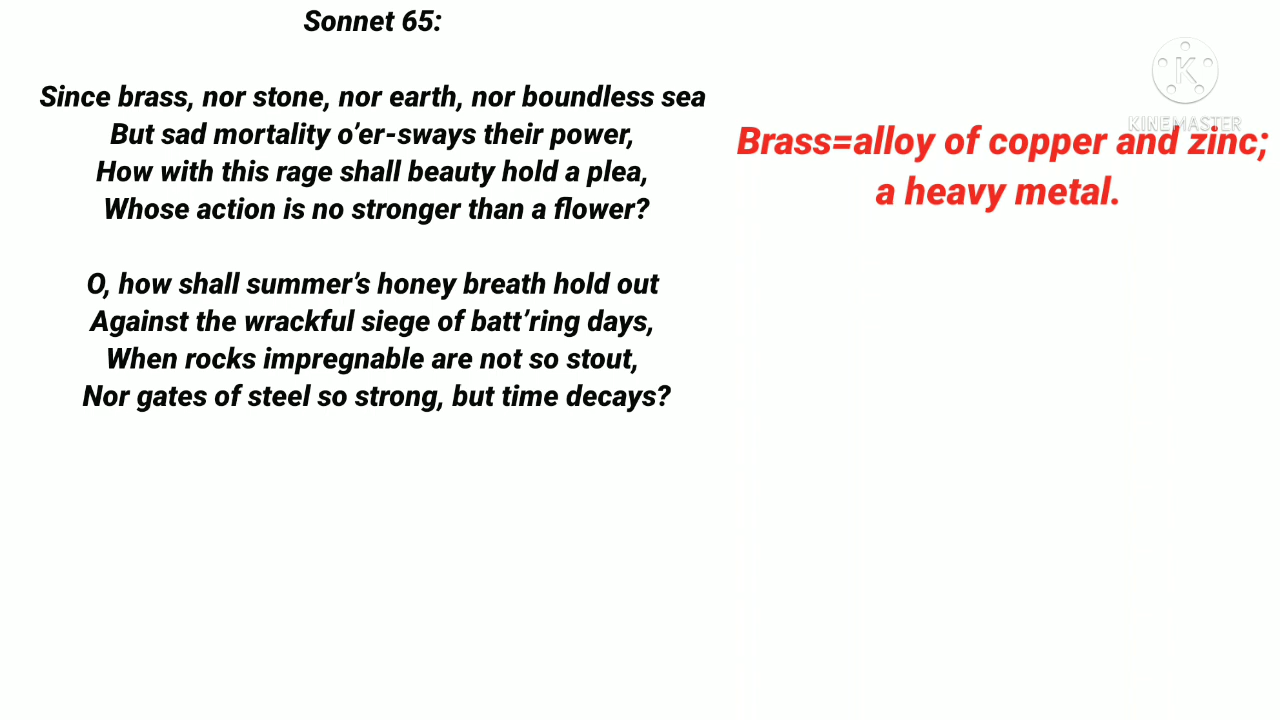 Sonnet 65:
Since brass, nor stone, nor earth, nor boundless sea
But sad mortality o’er-sways their power,
How with this rage shall beauty hold a plea,
Whose action is no stronger than a flower?
O, how shall summer’s honey breath hold out
Against the wrackful siege of batt’ring days,
When rocks impregnable are not so stout,
Nor gates of steel so strong, but time decays?
K
KINEMASTER
Brass=alloy of copper and zinc;
a heavy metal.